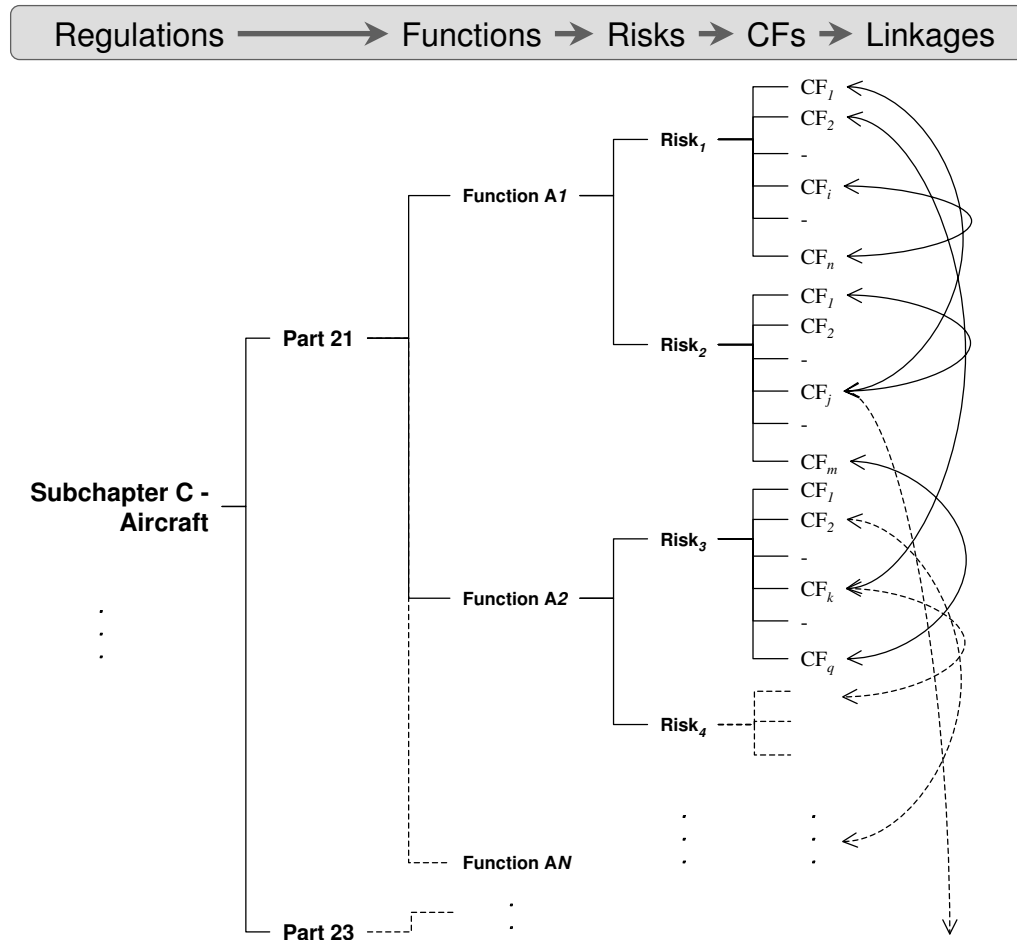 Regulations Functions Risks CFs Linkages
CF1
CF2
Risk1
-
CFi
Function A1
-
CFn
CF1
CF2
Part 21
Risk2
-
CFj
-
CFm
CF1
Subchapter C -
Aircraft
CF2
Risk3
-
CFk
Function A2
-
CFq
Risk4
Function AN
Part 23